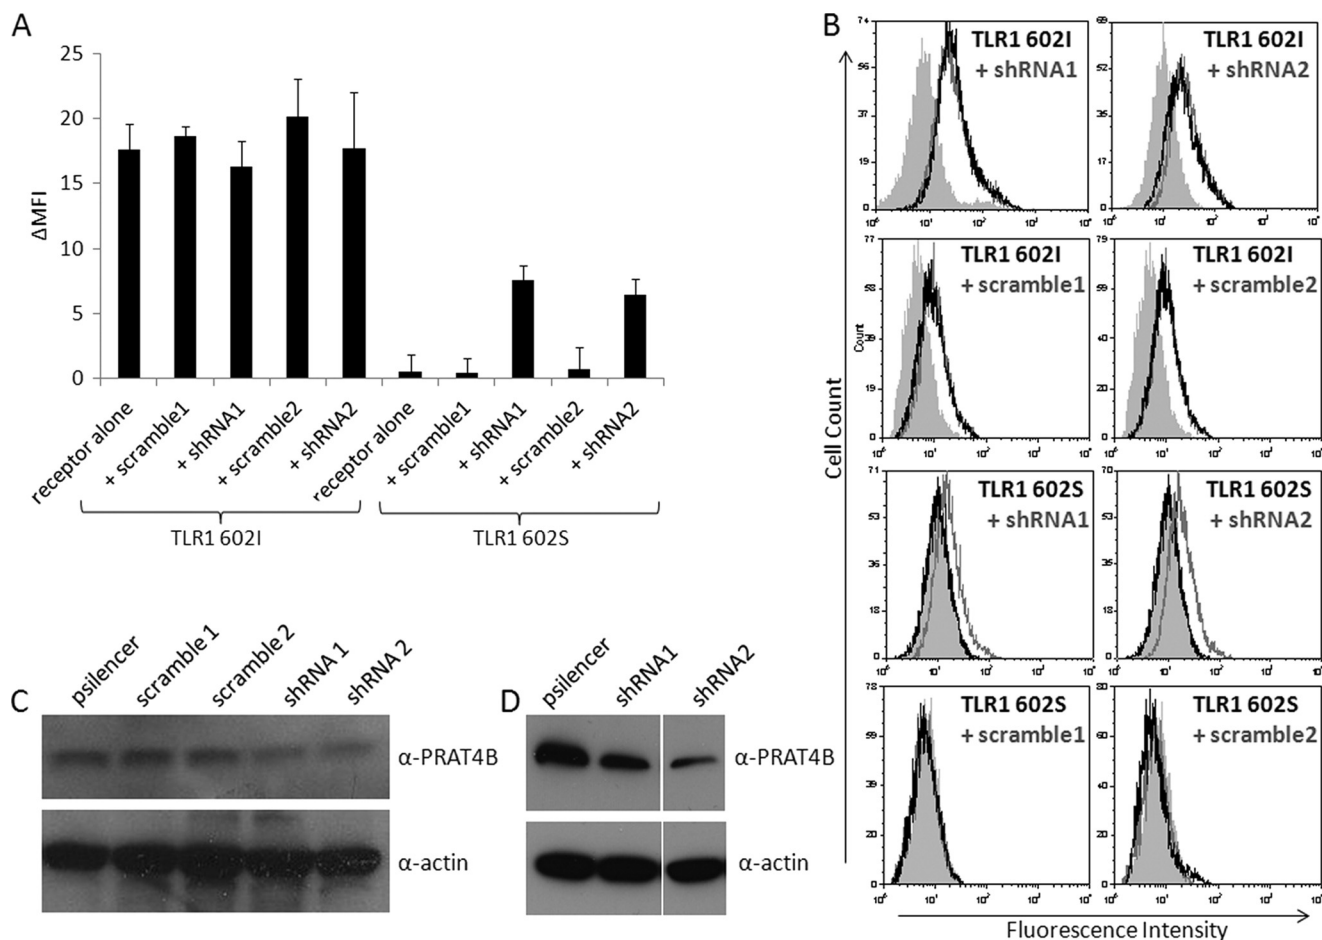 A
25
20
15
10
5
0
ΔMFI
receptor alone
+ scramble1
+ shRNA1
+ scramble2
+ shRNA2
receptor alone
+ scramble1
+ shRNA1
+ scramble2
+ shRNA2
TLR1 602I
TLR1 602S
B
Cell Count
TLR1 602I
+ shRNA1
TLR1 602I
+ shRNA2
TLR1 602I
+ scramble1
Count
TLR1 602I
+ scramble2
TLR1 602S
+ shRNA1
TLR1 602S
+ shRNA2
TLR1 602S
+ scramble1
TLR1 602S
+ scramble2
Fluorescence Intensity
C
psilencer
scramble 1
scramble 2
shRNA 1
shRNA 2
α-PRAT4B
α-actin
D
psilencer
shRNA1
shRNA2
α-PRAT4B
α-actin